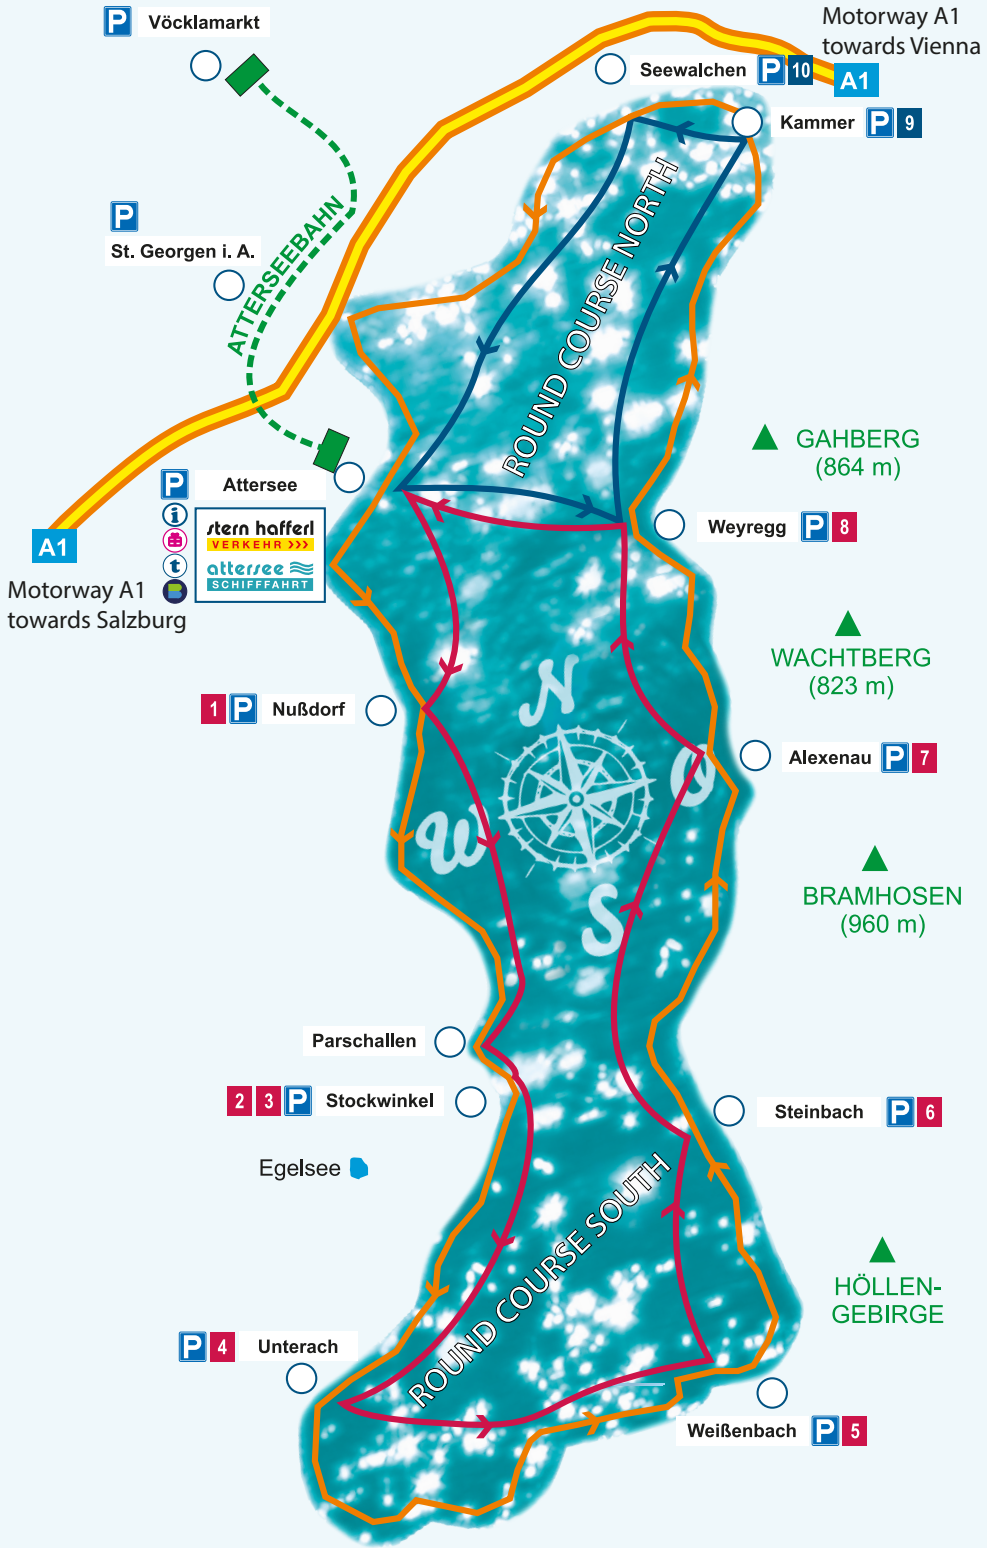 P Vöcklamarkt
Motorway A1
towards Vienna
Seewalchen P 10
A1
Kammer P 9
P
St. Georgen i. A.
ATTERSEEBAHN
ROUND COURSE NORTH
GAHBERG
(864 m)
P Attersee
i
t
stern hafferl
VERKEHR >>>
attersee
SCHIFFFAHRT
Weyregg P 8
A1
Motorway A1
towards Salzburg
WACHTBERG
(823 m)
1 P Nußdorf
N
O
W
S
Alexenau P 7
BRAMHOSEN
(960 m)
Parschallen
2 3 P Stockwinkel
Steinbach P 6
Egelsee
ROUND COURSE SOUTH
HÖLLEN-
GEBIRGE
P 4 Unterach
Weißenbach P 5